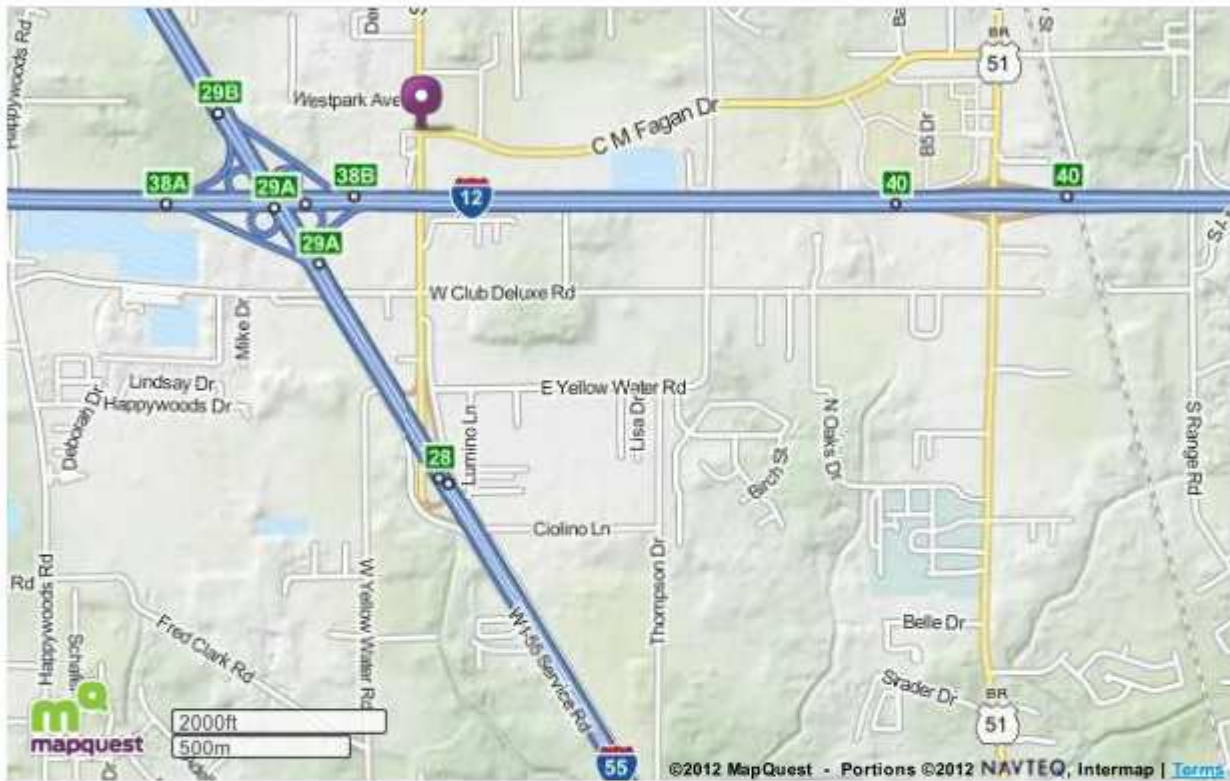 Happywoods Rd
BR
51
29B
Westpark Ave
C M Fagan Dr
B5 Dr
38A
29A
38B
12
40
40
29A
W Club Deluxe Rd
Mike Dr
Lindsay Dr
Happywoods Dr
Deborah Dr
E Yellow Water Rd
Lisa Dr
Lumino Ln
28
Birch St
N Oaks Dr
S Range Rd
Ciolino Ln
Thompson Dr
Rd
Happywoods Rd
Fred Clark Rd
W Yellow Water Rd
W I-55 Service Rd
Belle Dr
Strader Dr
BR
51
55
mapquest
2000ft
500m
©2012 MapQuest - Portions ©2012 NAVTEQ, Intermap | Terms